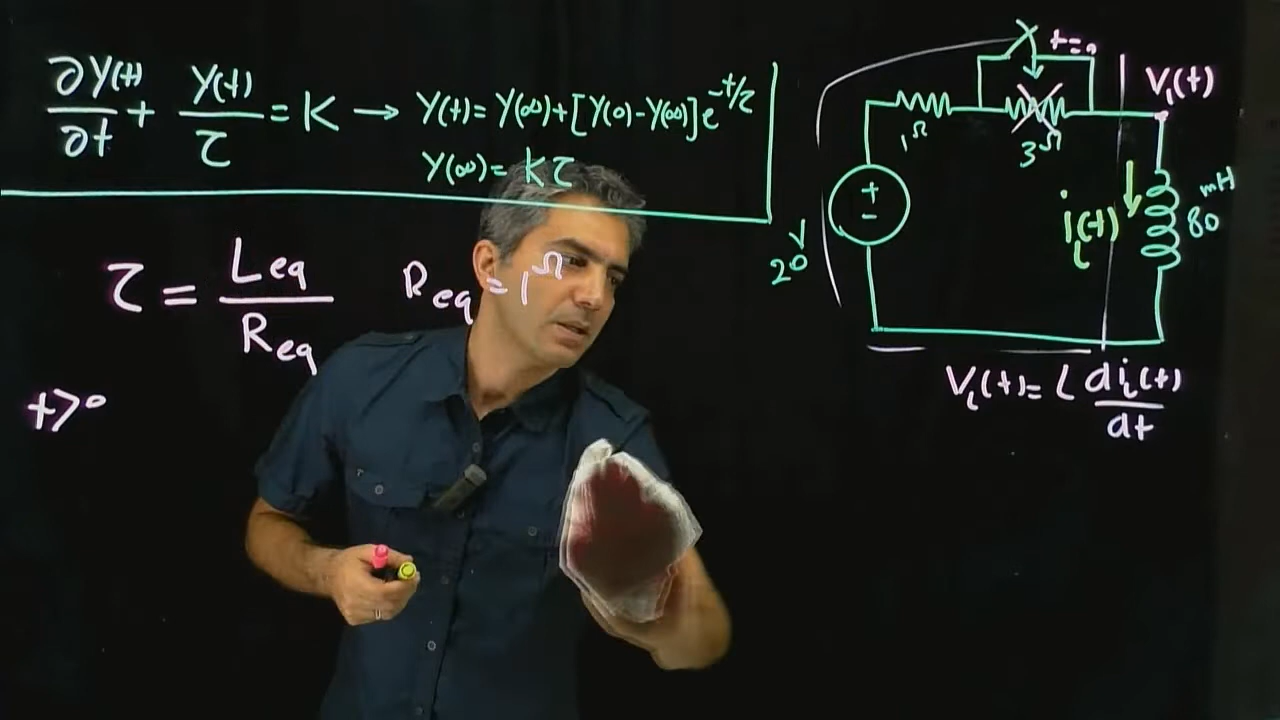 ∂Y(t)/∂t + Y(t)/τ = K → Y(t) = Y(∞) + [Y(0) - Y(∞)] e^-t/τ
Y(∞) = Kτ
τ = Leq/Req Req = 1Ω
t>0
t=0
1Ω
3Ω
V₁(t)
+
-
20V
iL(t)
80mH
VL(t) = L diL(t)/dt